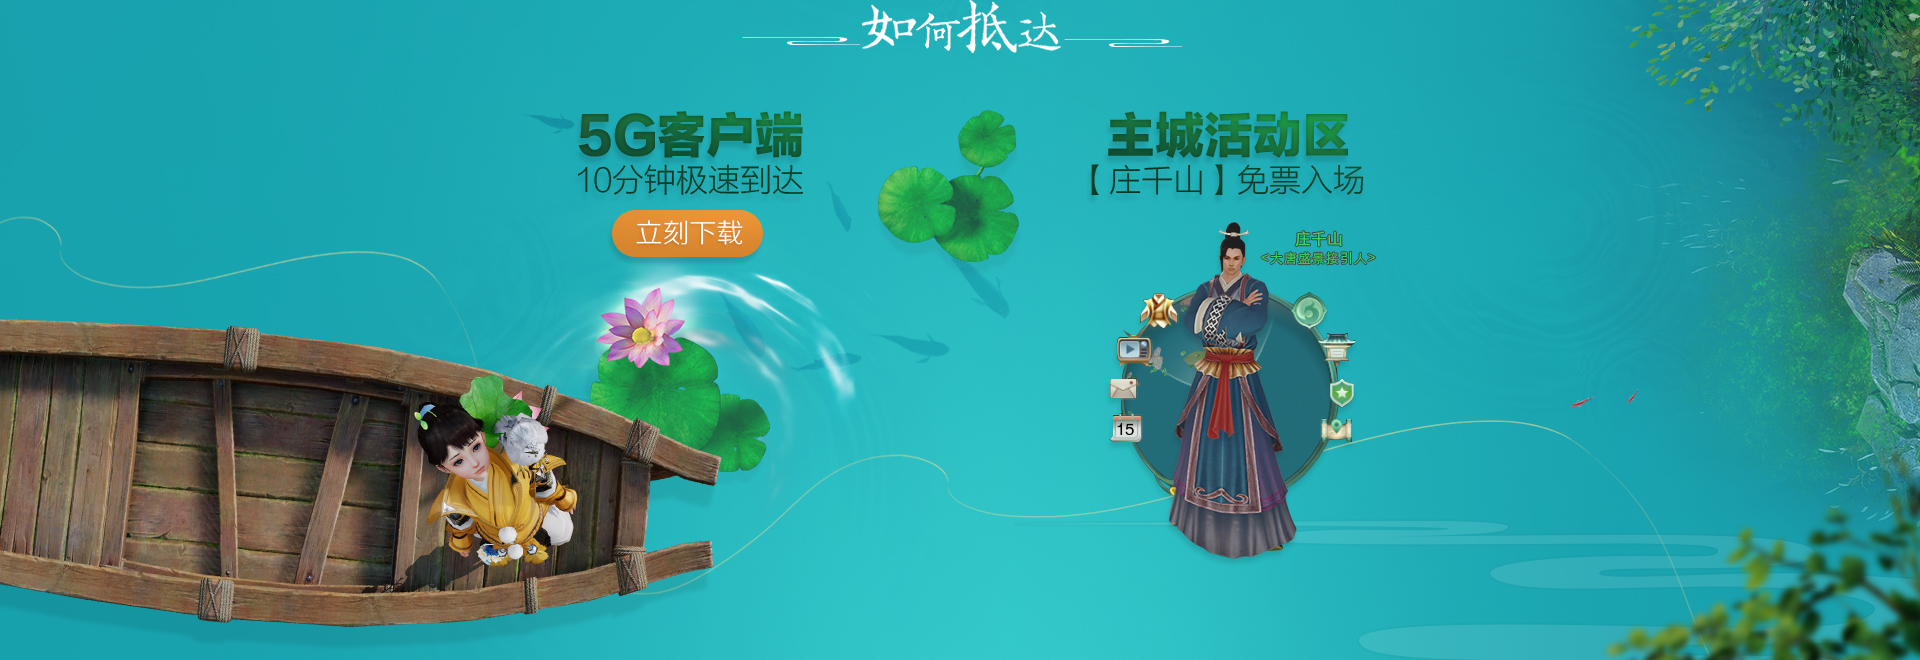 如何抵达
5G客户端
10分钟极速到达
立刻下载
主城活动区
【庄千山】免票入场
庄千山
<大唐盛景接引人>
15